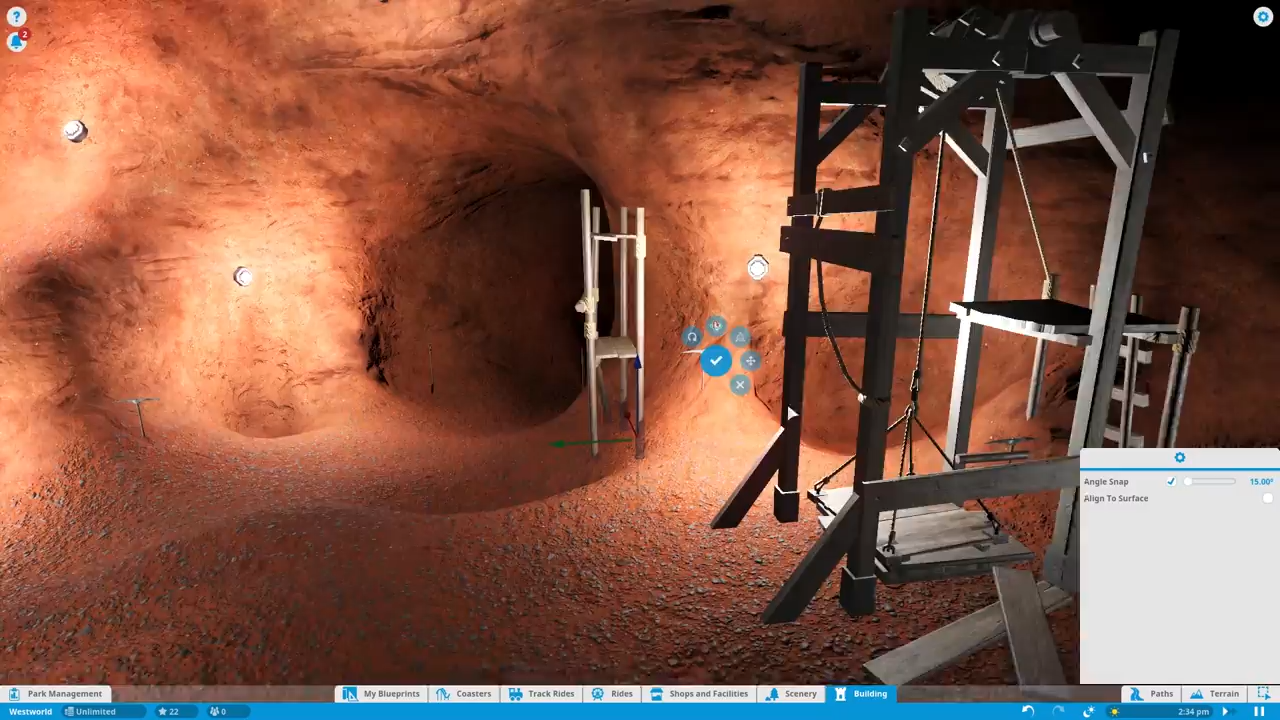 ?
2
Angle Snap 15.00°
Align To Surface
Park Management My Blueprints Coasters Track Rides Rides Shops and Facilities Scenery Building Paths Terrain
Westworld Unlimited 22 0 2:34 pm